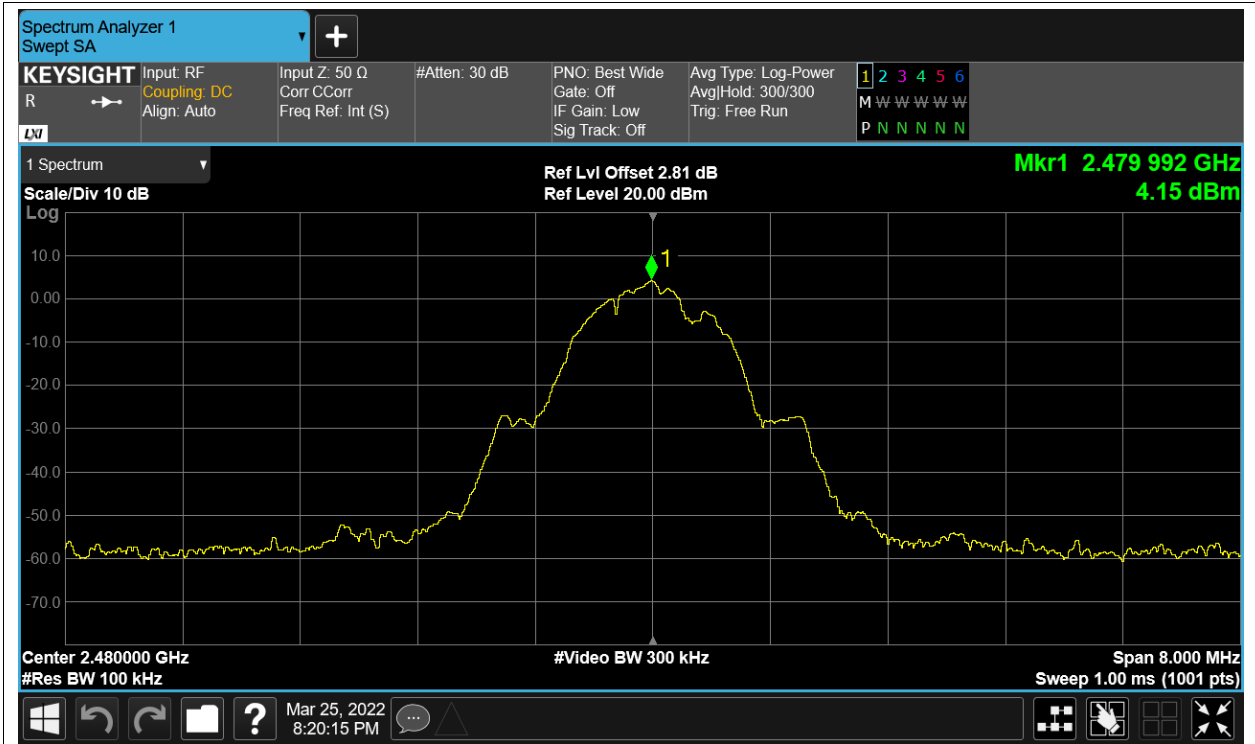 Spectrum Analyzer 1
Swept SA
KEYSIGHT
R
LXI
Input: RF
Coupling: DC
Align: Auto
Input Z: 50 Ω
Corr CCorr
Freq Ref: Int (S)
#Atten: 30 dB
PNO: Best Wide
Gate: Off
IF Gain: Low
Sig Track: Off
Avg Type: Log-Power
Avg|Hold: 300/300
Trig: Free Run
1 2 3 4 5 6
M W W W W W
P N N N N N
1 Spectrum
Scale/Div 10 dB
Log
Ref Lvl Offset 2.81 dB
Ref Level 20.00 dBm
Mkr1 2.479 992 GHz
4.15 dBm
1
10.0
0.00
-10.0
-20.0
-30.0
-40.0
-50.0
-60.0
-70.0
Center 2.480000 GHz
#Res BW 100 kHz
#Video BW 300 kHz
Span 8.000 MHz
Sweep 1.00 ms (1001 pts)
?
Mar 25, 2022
8:20:15 PM